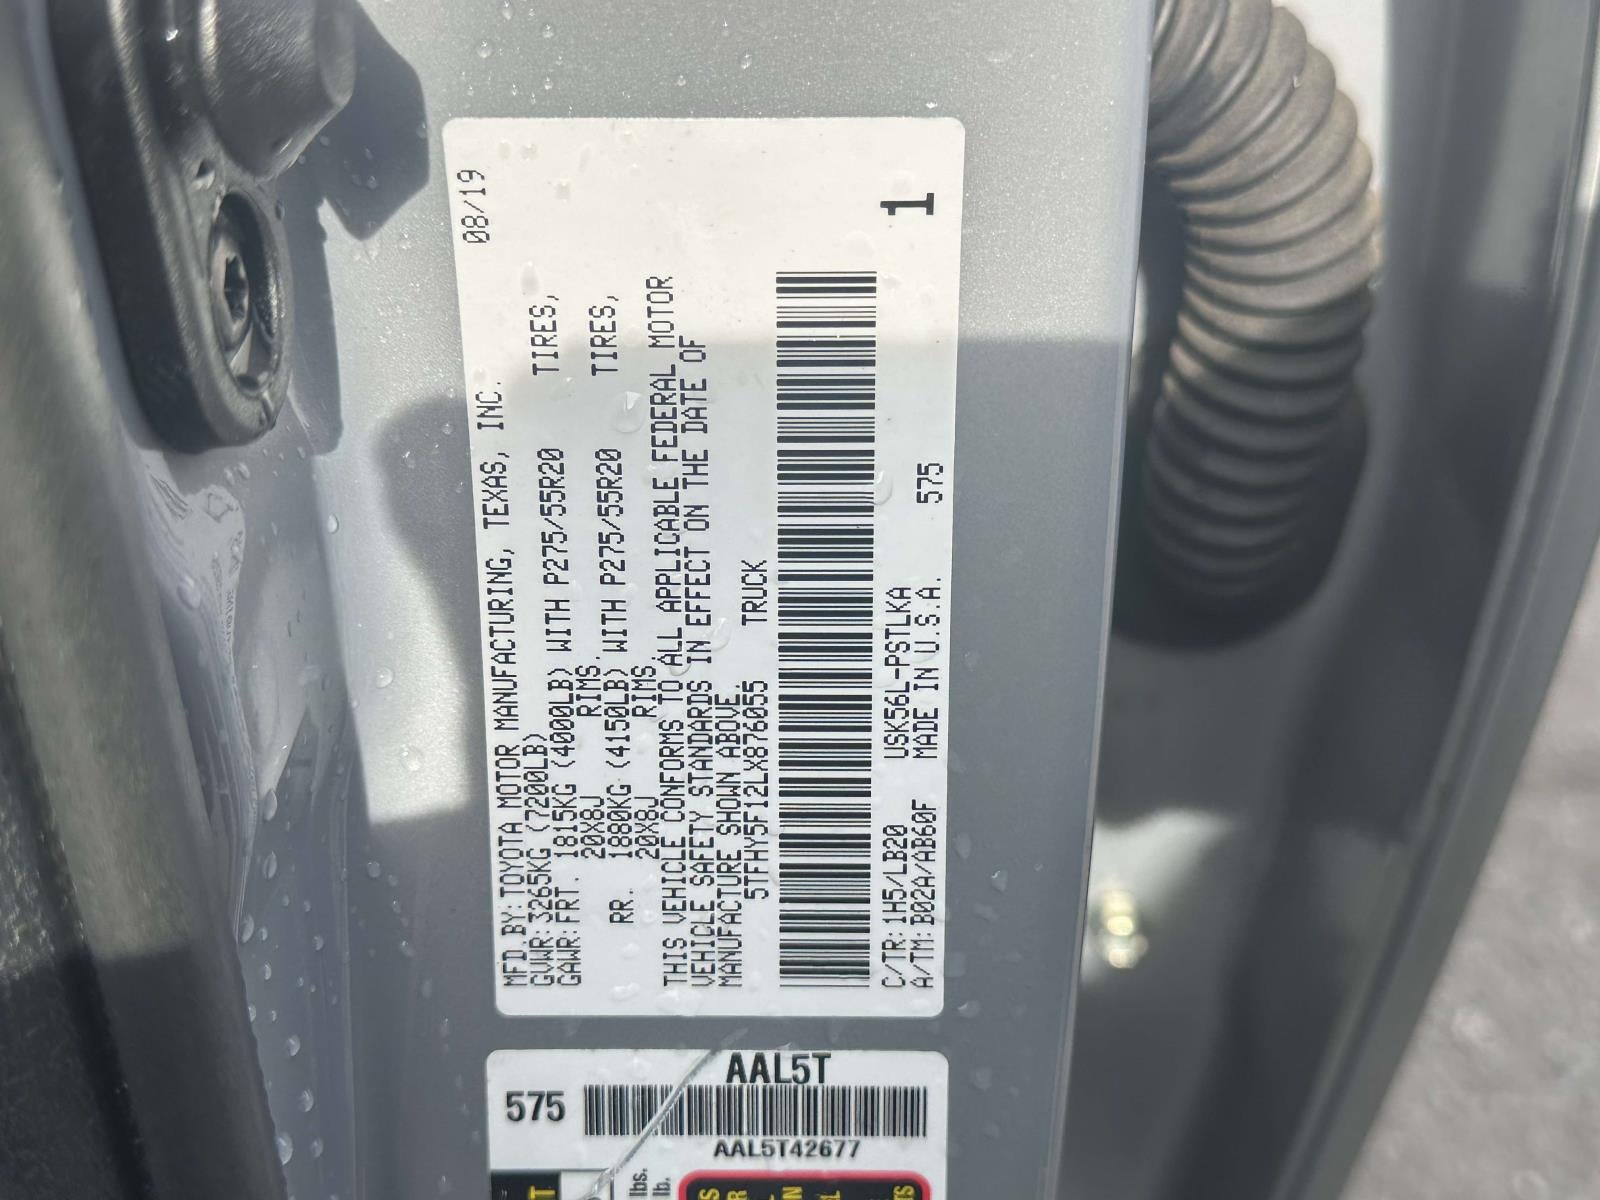 MFD.BY:TOYOTA MOTOR MANUFACTURING, TEXAS, INC. 08/19
GVWR:3265KG (7200LB)
GAWR:FRT. 1815KG (4000LB) WITH P275/55R20 TIRES,
20X8J RIMS.
RR. 1880KG (4150LB) WITH P275/55R20 TIRES,
20X8J RIMS.
THIS VEHICLE CONFORMS TO ALL APPLICABLE FEDERAL MOTOR
VEHICLE SAFETY STANDARDS IN EFFECT ON THE DATE OF
MANUFACTURE SHOWN ABOVE.
5TFHY5F12LX876055 TRUCK
C/TR:1H5/LB20 USK56L-PSTLKA
A/TM:B02A/AB60F MADE IN U.S.A. 575
1
AAL5T
575
AAL5T42677
lbs.
lb.